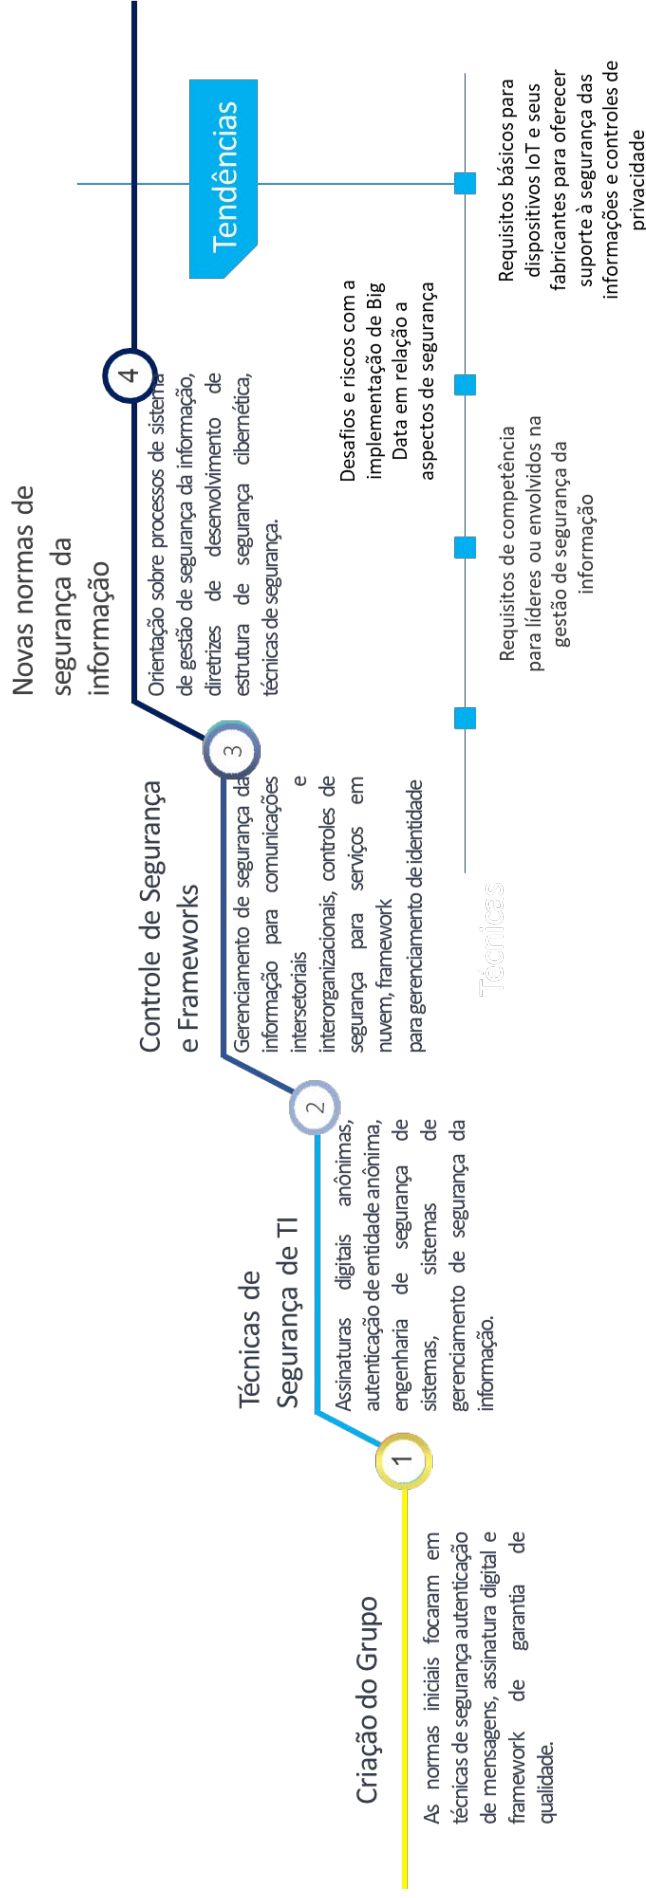 Criação do Grupo
As normas iniciais focaram em
técnicas de segurança autenticação
de mensagens, assinatura digital e
framework de garantia de
qualidade.
1
Técnicas de
Segurança de TI
Assinaturas digitais anônimas,
autenticação de entidade anônima,
engenharia de segurança de
sistemas, sistemas de
gerenciamento de segurança da
informação.
2
Controle de Segurança
e Frameworks
Gerenciamento de segurança da
informação para comunicações
intersetoriais e
interorganizacionais, controles de
segurança para serviços em
nuvem, framework
para gerenciamento de identidade
3
Novas normas de
segurança da
informação
Orientação sobre processos de sistema
de gestão de segurança da informação,
diretrizes de desenvolvimento de
estrutura de segurança cibernética,
técnicas de segurança.
4
Tendências
Técnicas
Requisitos de competência
para líderes ou envolvidos na
gestão de segurança da
informação
Desafios e riscos com a
implementação de Big
Data em relação a
aspectos de segurança
Requisitos básicos para
dispositivos IoT e seus
fabricantes para oferecer
suporte à segurança das
informações e controles de
privacidade